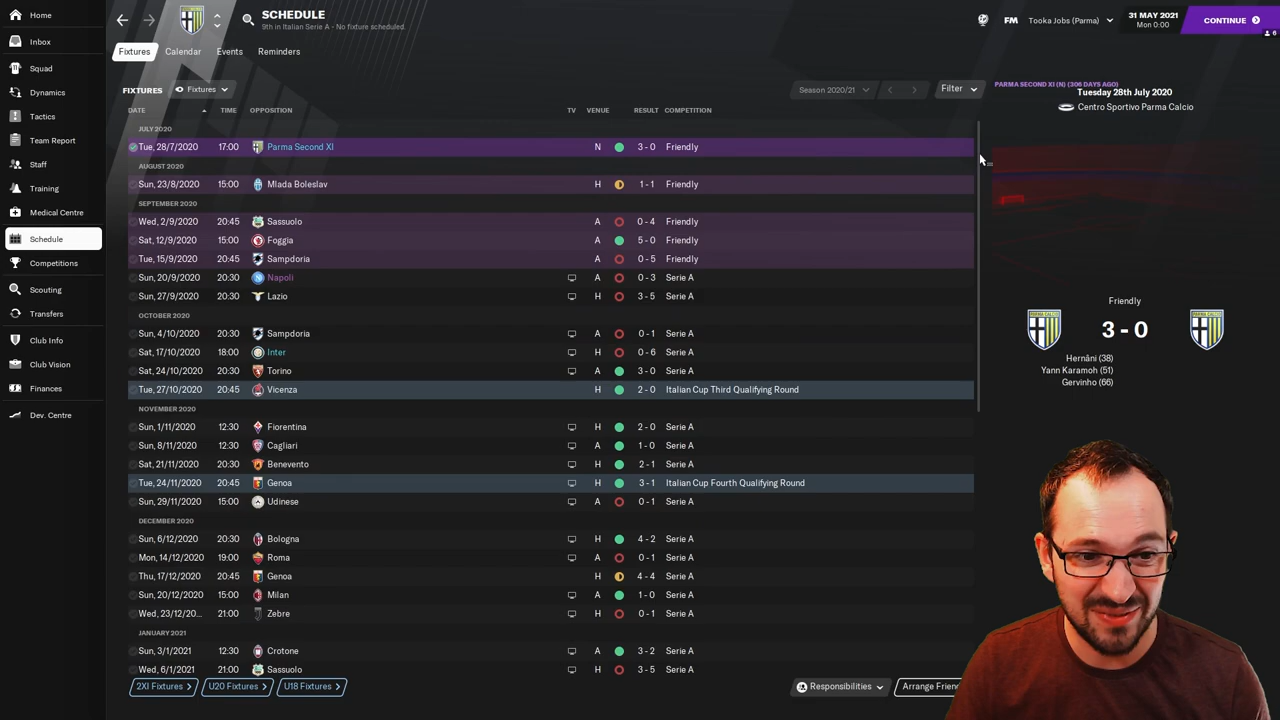 Home
Inbox
Squad
Dynamics
Tactics
Team Report
Staff
Training
Medical Centre
Schedule
Competitions
Scouting
Transfers
Club Info
Club Vision
Finances
Dev. Centre
SCHEDULE
9th in Italian Serie A - No fixture scheduled.
FM Tooka Jobs (Parma)
31 MAY 2021
Mon 0:00
CONTINUE
6
Fixtures Calendar Events Reminders
FIXTURES Fixtures Season 2020/21 Filter
DATE TIME OPPOSITION TV VENUE RESULT COMPETITION
JULY 2020
Tue, 28/7/2020 17:00 Parma Second XI N 3 - 0 Friendly
AUGUST 2020
Sun, 23/8/2020 15:00 Mlada Boleslav H 1 - 1 Friendly
SEPTEMBER 2020
Wed, 2/9/2020 20:45 Sassuolo A 0 - 4 Friendly
Sat, 12/9/2020 15:00 Foggia A 5 - 0 Friendly
Tue, 15/9/2020 20:45 Sampdoria A 0 - 5 Friendly
Sun, 20/9/2020 20:30 Napoli A 0 - 3 Serie A
Sun, 27/9/2020 20:30 Lazio H 3 - 5 Serie A
OCTOBER 2020
Sun, 4/10/2020 20:30 Sampdoria A 0 - 1 Serie A
Sat, 17/10/2020 18:00 Inter H 0 - 6 Serie A
Sat, 24/10/2020 20:30 Torino A 3 - 0 Serie A
Tue, 27/10/2020 20:45 Vicenza H 2 - 0 Italian Cup Third Qualifying Round
NOVEMBER 2020
Sun, 1/11/2020 12:30 Fiorentina H 2 - 0 Serie A
Sun, 8/11/2020 12:30 Cagliari A 1 - 0 Serie A
Sat, 21/11/2020 20:30 Benevento H 2 - 1 Serie A
Tue, 24/11/2020 20:45 Genoa H 3 - 1 Italian Cup Fourth Qualifying Round
Sun, 29/11/2020 15:00 Udinese A 0 - 1 Serie A
DECEMBER 2020
Sun, 6/12/2020 20:30 Bologna H 4 - 2 Serie A
Mon, 14/12/2020 19:00 Roma A 0 - 1 Serie A
Thu, 17/12/2020 20:45 Genoa H 4 - 4 Serie A
Sun, 20/12/2020 15:00 Milan A 1 - 0 Serie A
Wed, 23/12/20... 21:00 Zebre H 0 - 1 Serie A
JANUARY 2021
Sun, 3/1/2021 12:30 Crotone A 3 - 2 Serie A
Wed, 6/1/2021 21:00 Sassuolo H 3 - 5 Serie A
2XI Fixtures U20 Fixtures U18 Fixtures Responsibilities Arrange Friend
PARMA SECOND XI (N) (306 DAYS AGO)
Tuesday 28th July 2020
Centro Sportivo Parma Calcio
Friendly
3 - 0
Hernâni (38)
Yann Karamoh (51)
Gervinho (66)